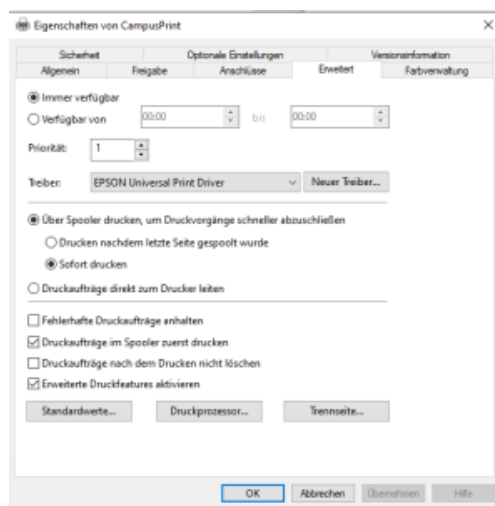 Eigenschaften von CampusPrint
Sicherheit Optionale Einstellungen Versionsinformation
Allgemein Freigabe Anschlüsse Erweitert Farbverwaltung
Immer verfügbar
Verfügbar von 00:00 bis 00:00
Priorität: 1
Treiber: EPSON Universal Print Driver Neuer Treiber...
Über Spooler drucken, um Druckvorgänge schneller abzuschließen
Drucken nachdem letzte Seite gespoolt wurde
Sofort drucken
Druckaufträge direkt zum Drucker leiten
Fehlerhafte Druckaufträge anhalten
Druckaufträge im Spooler zuerst drucken
Druckaufträge nach dem Drucken nicht löschen
Erweiterte Druckfeatures aktivieren
Standardwerte... Druckprozessor... Trennseite...
OK Abbrechen Übernehmen Hilfe